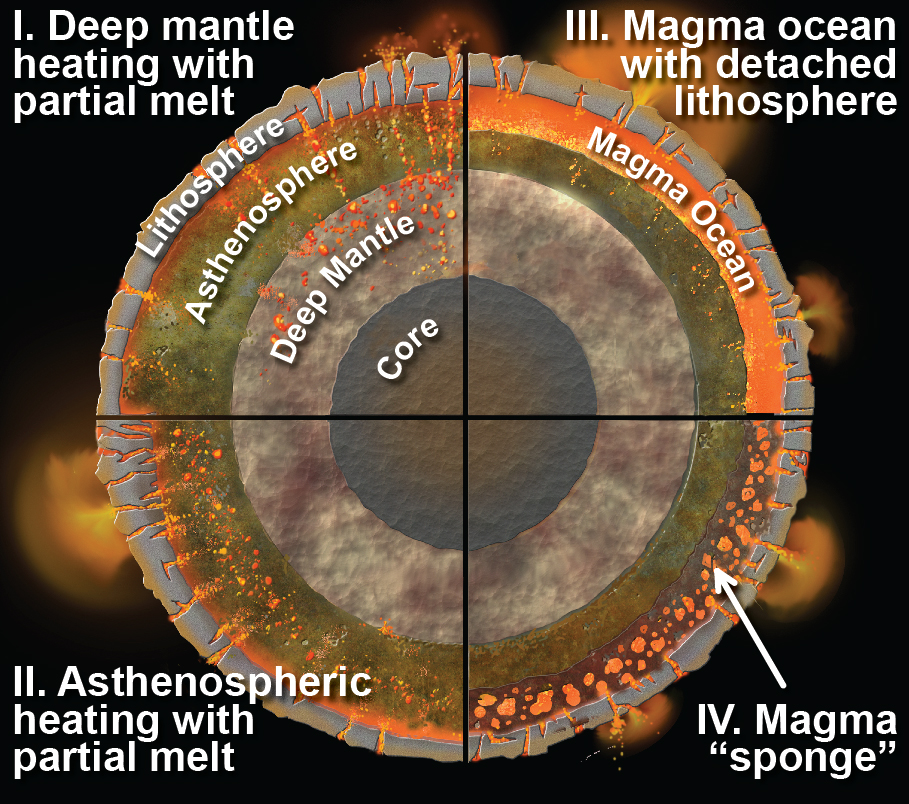 I. Deep mantle
heating with
partial melt
III. Magma ocean
with detached
lithosphere
Lithosphere
Asthenosphere
Deep Mantle
Core
Magma Ocean
II. Asthenospheric
heating with
partial melt
IV. Magma
“sponge”